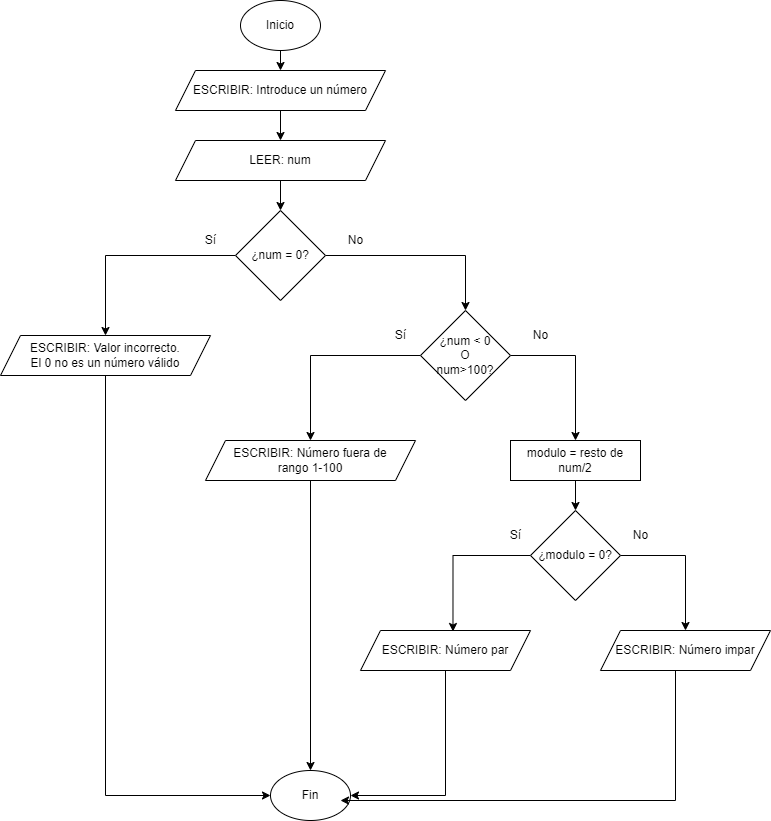 Inicio
ESCRIBIR: Introduce un número
LEER: num
Sí
No
¿num = 0?
Sí
No
¿num < 0
O
num>100?
ESCRIBIR: Valor incorrecto.
El 0 no es un número válido
ESCRIBIR: Número fuera de
rango 1-100
modulo = resto de
num/2
Sí
No
¿modulo = 0?
ESCRIBIR: Número par
ESCRIBIR: Número impar
Fin